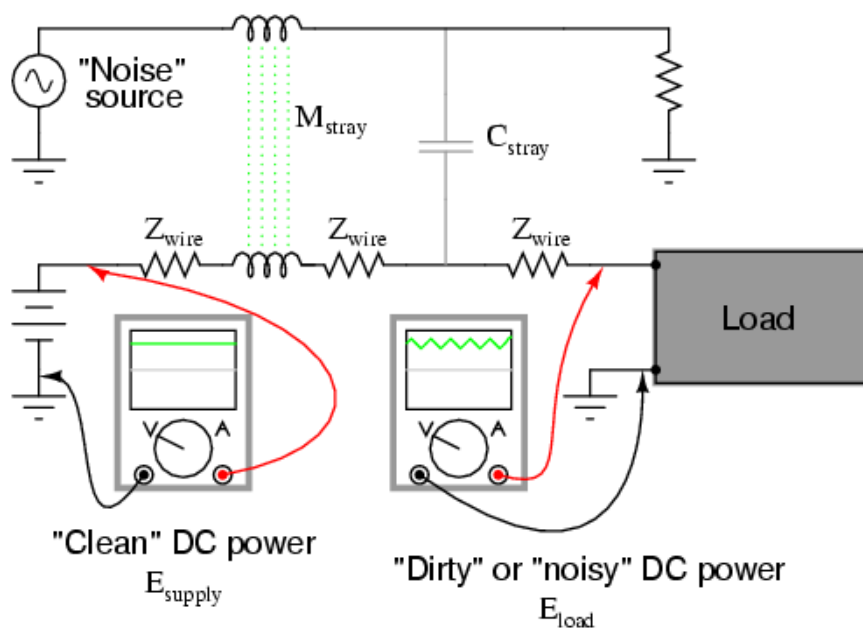 "Noise"
source
M stray
C stray
Z wire
Z wire
Z wire
Load
V A
V A
"Clean" DC power
E supply
"Dirty" or "noisy" DC power
E load